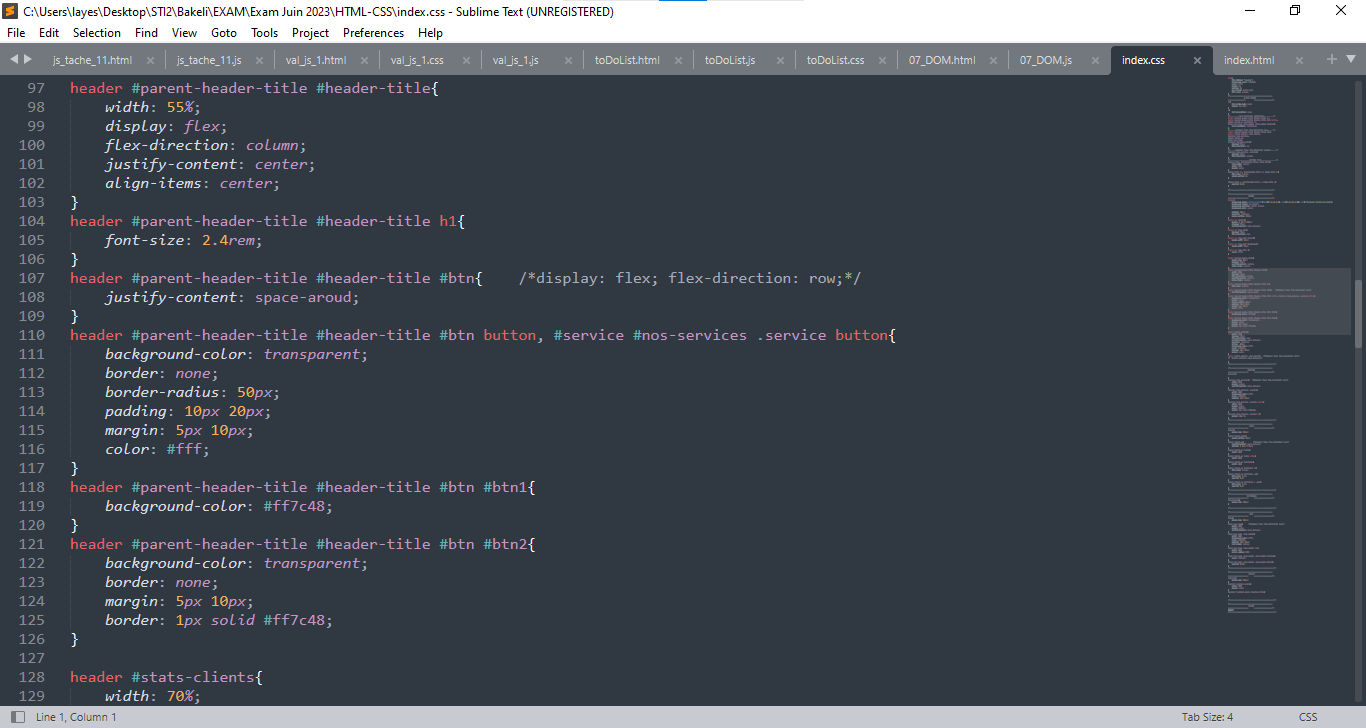 C:\Users\layes\Desktop\STI2\Bakeli\EXAM\Exam Juin 2023\HTML-CSS\index.css - Sublime Text (UNREGISTERED)
File Edit Selection Find View Goto Tools Project Preferences Help
js_tache_11.html js_tache_11.js val_js_1.html val_js_1.css val_js_1.js toDoList.html toDoList.js toDoList.css 07_DOM.html 07_DOM.js index.css index.html
97 header #parent-header-title #header-title{
98 width: 55%;
99 display: flex;
100 flex-direction: column;
101 justify-content: center;
102 align-items: center;
103 }
104 header #parent-header-title #header-title h1{
105 font-size: 2.4rem;
106 }
107 header #parent-header-title #header-title #btn{ /*display: flex; flex-direction: row;*/
108 justify-content: space-aroud;
109 }
110 header #parent-header-title #header-title #btn button, #service #nos-services .service button{
111 background-color: transparent;
112 border: none;
113 border-radius: 50px;
114 padding: 10px 20px;
115 margin: 5px 10px;
116 color: #fff;
117 }
118 header #parent-header-title #header-title #btn #btn1{
119 background-color: #ff7c48;
120 }
121 header #parent-header-title #header-title #btn #btn2{
122 background-color: transparent;
123 border: none;
124 margin: 5px 10px;
125 border: 1px solid #ff7c48;
126 }
127
128 header #stats-clients{
129 width: 70%;
Line 1, Column 1 Tab Size: 4 CSS